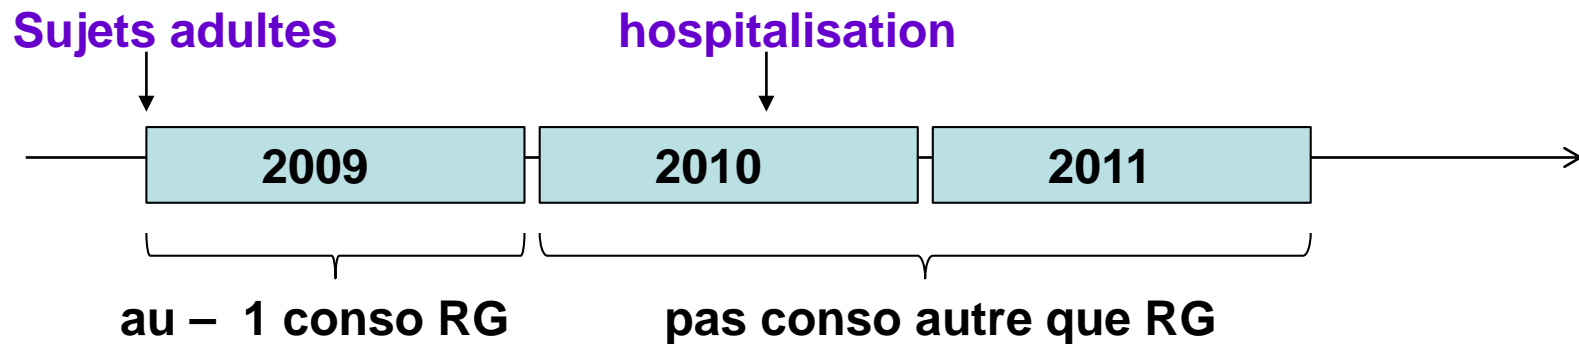 Sujets adultes hospitalisation
2009 2010 2011
au – 1 conso RG pas conso autre que RG